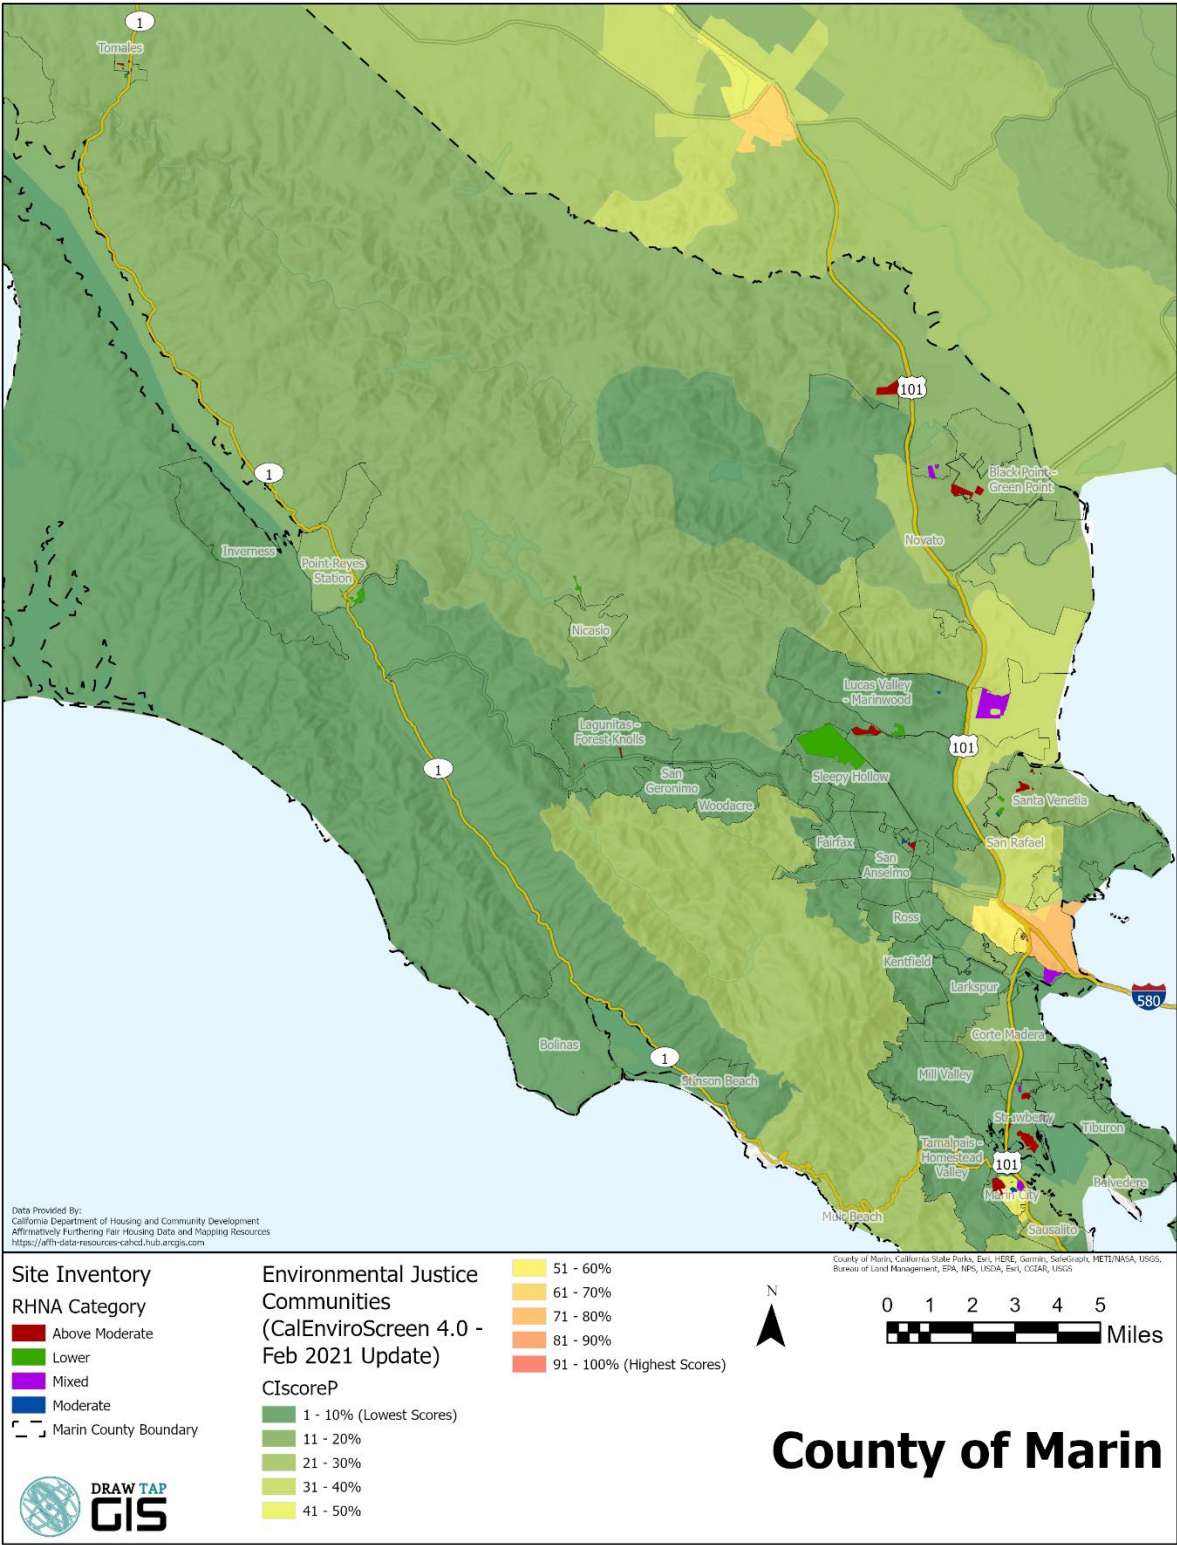 1
Tomales
101
Black Point -
Green Point
1
Novato
Inverness
Point Reyes
Station
Nicasio
Lucas Valley
- Marinwood
Lagunitas -
Forest Knolls
101
1
San
Geronimo
Sleepy Hollow
Woodacre
Santa Venetia
Fairfax
San Rafael
San
Anselmo
Ross
Kentfield
Larkspur
580
Corte Madera
Bolinas
1
Stinson Beach
Mill Valley
Strawberry
Tiburon
Tamalpais -
Homestead
Valley
101
Marin City
Belvedere
Muir Beach
Sausalito
Data Provided By:
California Department of Housing and Community Development
Affirmatively Furthering Fair Housing Data and Mapping Resources
https://affh-data-resources-cahcd.hub.arcgis.com
County of Marin, California State Parks, Esri, HERE, Garmin, SafeGraph, METI/NASA, USGS,
Bureau of Land Management, EPA, NPS, USDA, Esri, CGIAR, USGS
Site Inventory
RHNA Category
Above Moderate
Lower
Mixed
Moderate
Marin County Boundary
DRAW TAP
GIS
Environmental Justice
Communities
(CalEnviroScreen 4.0 -
Feb 2021 Update)
CIscoreP
1 - 10% (Lowest Scores)
11 - 20%
21 - 30%
31 - 40%
41 - 50%
51 - 60%
61 - 70%
71 - 80%
81 - 90%
91 - 100% (Highest Scores)
N
0 1 2 3 4 5
Miles
County of Marin